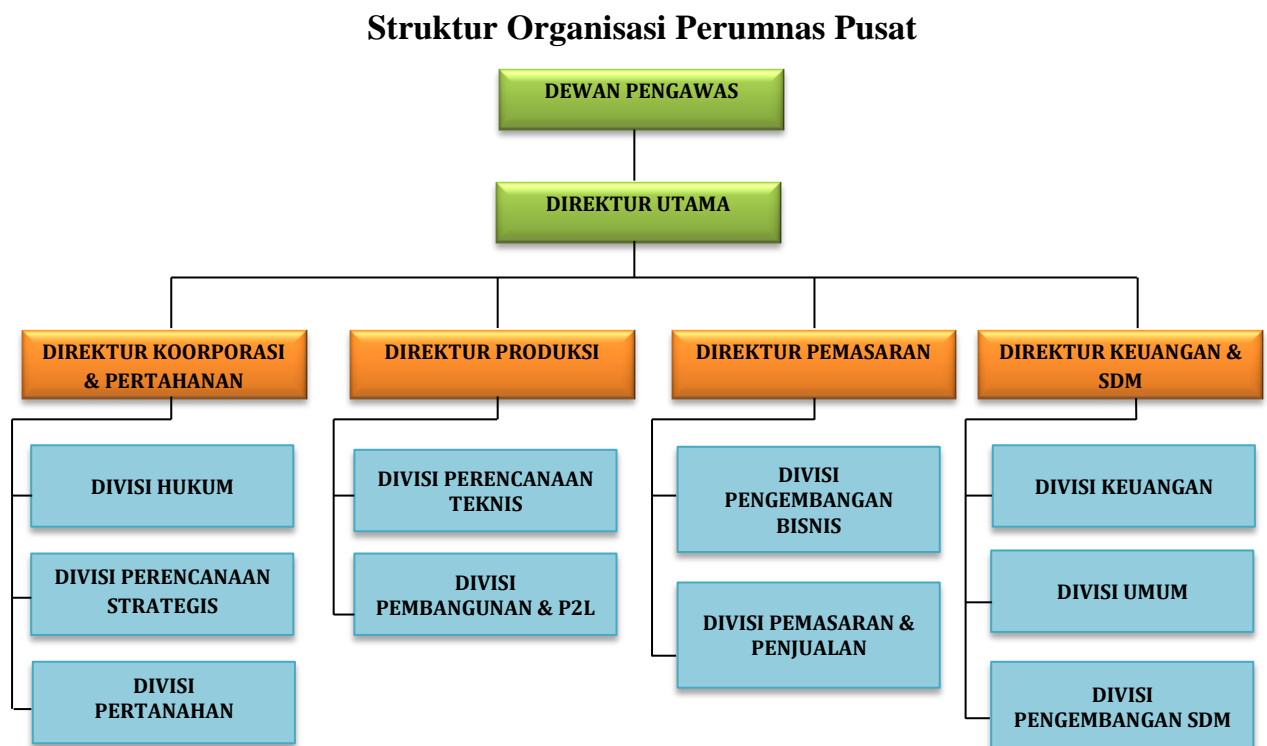 Struktur Organisasi Perumnas Pusat
DEWAN PENGAWAS
DIREKTUR UTAMA
DIREKTUR KOORPORASI
& PERTAHANAN
DIREKTUR PRODUKSI
DIREKTUR PEMASARAN
DIREKTUR KEUANGAN &
SDM
DIVISI HUKUM
DIVISI PERENCANAAN
STRATEGIS
DIVISI
PERTANAHAN
DIVISI PERENCANAAN
TEKNIS
DIVISI
PEMBANGUNAN & P2L
DIVISI
PENGEMBANGAN
BISNIS
DIVISI PEMASARAN &
PENJUALAN
DIVISI KEUANGAN
DIVISI UMUM
DIVISI
PENGEMBANGAN SDM